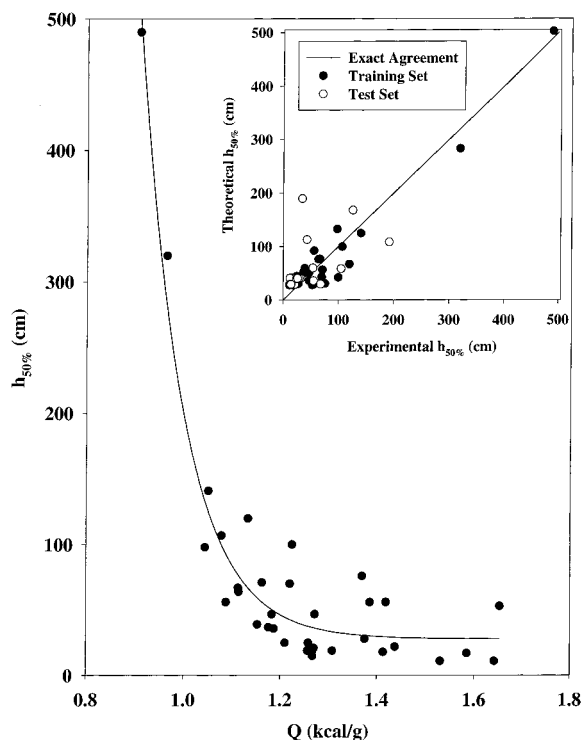 500
400
300
200
100
0
h50% (cm)
0.8 1.0 1.2 1.4 1.6 1.8
Q (kcal/g)
Exact Agreement
Training Set
Test Set
500
400
300
200
100
0
Theoretical h50% (cm)
0 100 200 300 400 500
Experimental h50% (cm)